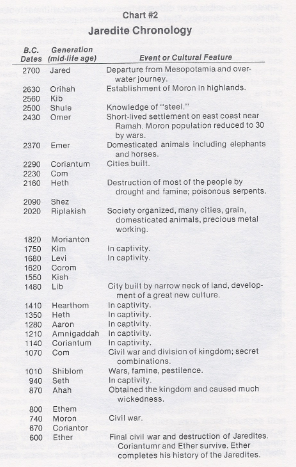 Chart #2
Jaredite Chronology
B.C. Generation
Dates (mid-life age) Event or Cultural Feature
2700 Jared Departure from Mesopotamia and over-
water journey.
2630 Orihah Establishment of Moron in highlands.
2560 Kib
2500 Shule Knowledge of "steel."
2430 Omer Short-lived settlement on east coast near
Ramah. Moron population reduced to 30
by wars.
2370 Emer Domesticated animals including elephants
and horses.
2290 Coriantum Cities built.
2230 Com
2160 Heth Destruction of most of the people by
drought and famine; poisonous serpents.
2090 Shez
2020 Riplakish Society organized, many cities, grain,
domesticated animals, precious metal
working.
1820 Morianton
1750 Kim In captivity.
1680 Levi In captivity.
1620 Corom
1550 Kish
1480 Lib City built by narrow neck of land, develop-
ment of a great new culture.
1410 Hearthom In captivity.
1350 Heth In captivity.
1280 Aaron In captivity.
1210 Amnigaddah In captivity.
1140 Coriantum In captivity.
1070 Com Civil war and division of kingdom; secret
combinations.
1010 Shiblom Wars, famine, pestilence.
940 Seth In captivity.
870 Ahah Obtained the kingdom and caused much
wickedness.
800 Ethem
740 Moron Civil war.
670 Coriantor
600 Ether Final civil war and destruction of Jaredites.
Coriantumr and Ether survive. Ether
completes his history of the Jaredites.